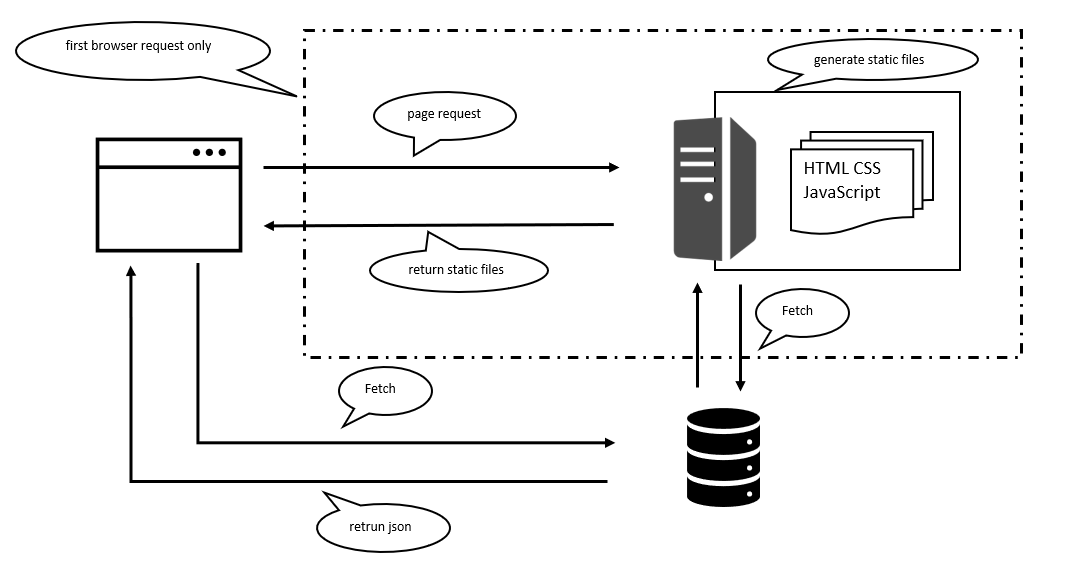 first browser request only
generate static files
page request
HTML CSS
JavaScript
return static files
Fetch
Fetch
retrun json